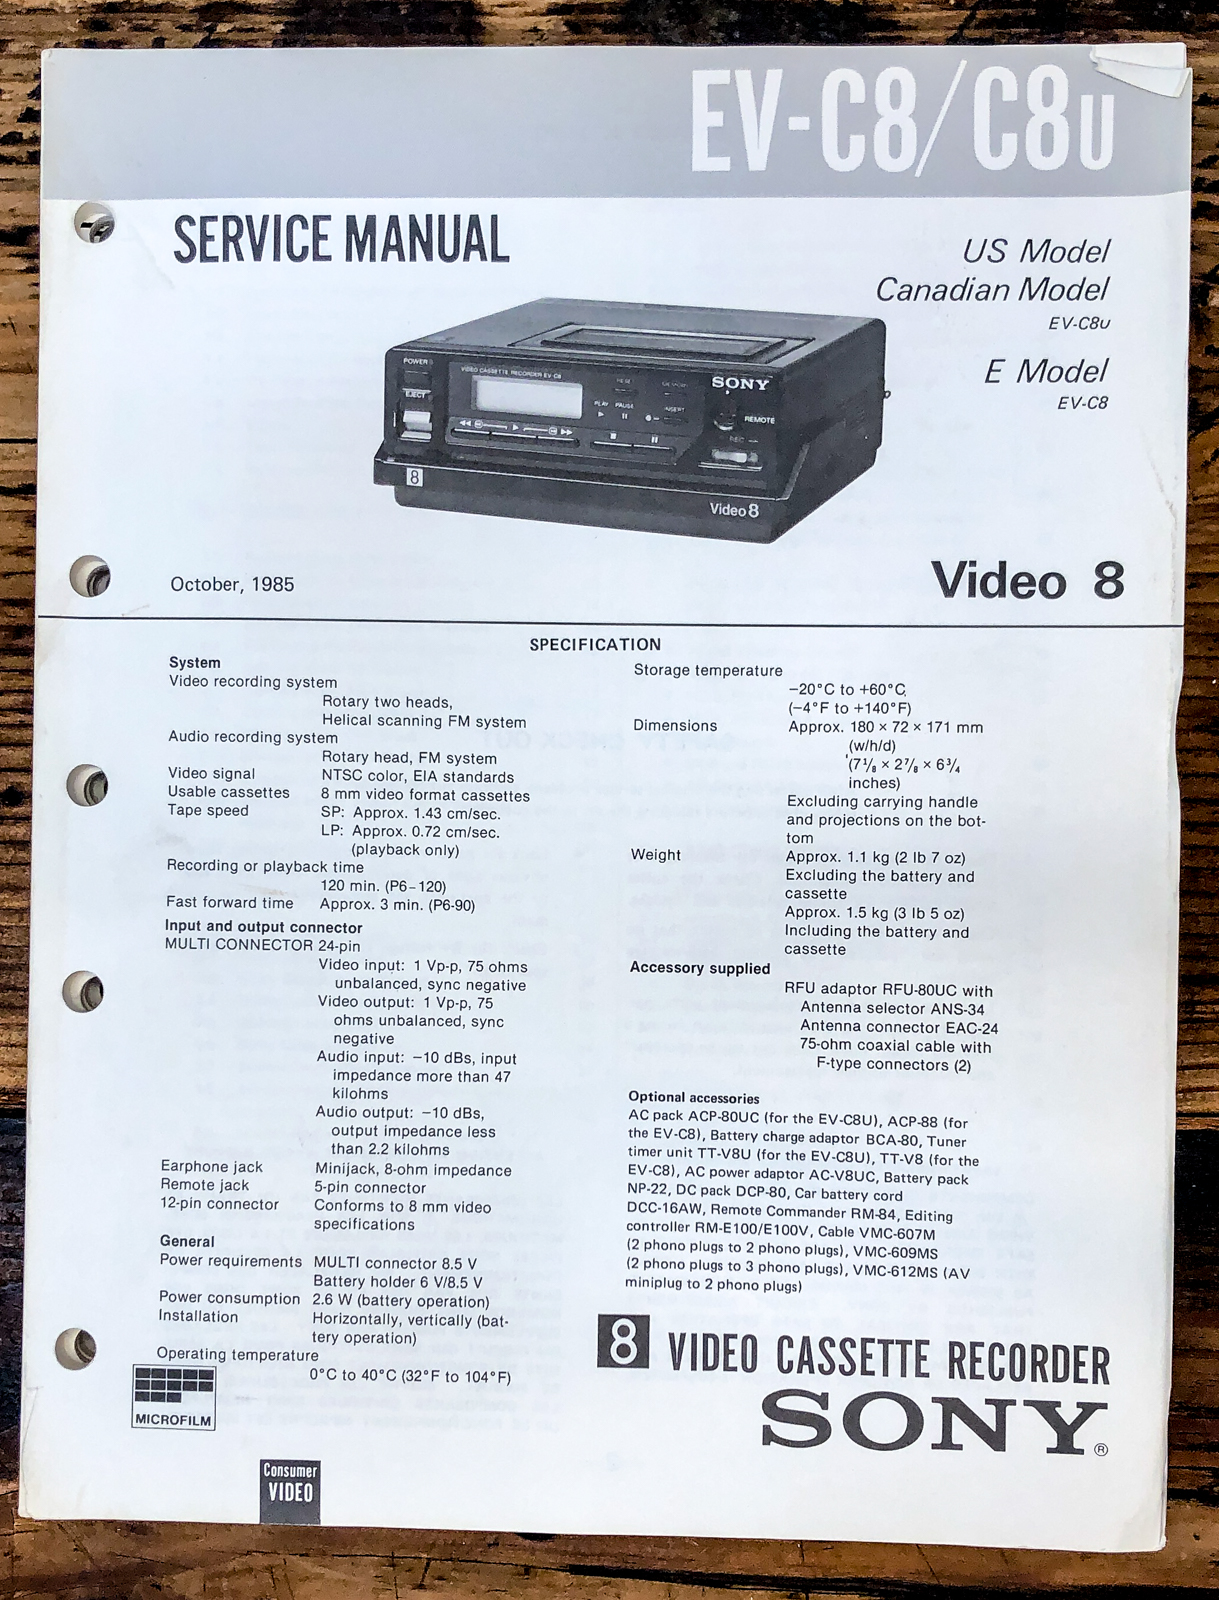 EV-C8/C8U
SERVICE MANUAL
US Model
Canadian Model
EV-C8U
E Model
EV-C8
POWER
EJECT
VIDEO CASSETTE RECORDER EV-C8
SONY
PLAY PAUSE
INSERT
REMOTE
REC
8
Video 8
October, 1985
Video 8
SPECIFICATION
System
Video recording system
Rotary two heads,
Helical scanning FM system
Audio recording system
Rotary head, FM system
Video signal NTSC color, EIA standards
Usable cassettes 8 mm video format cassettes
Tape speed SP: Approx. 1.43 cm/sec.
LP: Approx. 0.72 cm/sec.
(playback only)
Recording or playback time
120 min. (P6-120)
Fast forward time Approx. 3 min. (P6-90)
Input and output connector
MULTI CONNECTOR 24-pin
Video input: 1 Vp-p, 75 ohms
unbalanced, sync negative
Video output: 1 Vp-p, 75
ohms unbalanced, sync
negative
Audio input: −10 dBs, input
impedance more than 47
kilohms
Audio output: −10 dBs,
output impedance less
than 2.2 kilohms
Earphone jack Minijack, 8-ohm impedance
Remote jack 5-pin connector
12-pin connector Conforms to 8 mm video
specifications
General
Power requirements MULTI connector 8.5 V
Battery holder 6 V/8.5 V
Power consumption 2.6 W (battery operation)
Installation Horizontally, vertically (bat-
tery operation)
Operating temperature
0°C to 40°C (32°F to 104°F)
MICROFILM
Consumer
VIDEO
Storage temperature
−20°C to +60°C,
(−4°F to +140°F)
Dimensions Approx. 180 × 72 × 171 mm
(w/h/d)
(7⅛ × 2⅞ × 6¾
inches)
Excluding carrying handle
and projections on the bot-
tom
Weight Approx. 1.1 kg (2 lb 7 oz)
Excluding the battery and
cassette
Approx. 1.5 kg (3 lb 5 oz)
Including the battery and
cassette
Accessory supplied
RFU adaptor RFU-80UC with
Antenna selector ANS-34
Antenna connector EAC-24
75-ohm coaxial cable with
F-type connectors (2)
Optional accessories
AC pack ACP-80UC (for the EV-C8U), ACP-88 (for
the EV-C8), Battery charge adaptor BCA-80, Tuner
timer unit TT-V8U (for the EV-C8U), TT-V8 (for the
EV-C8), AC power adaptor AC-V8UC, Battery pack
NP-22, DC pack DCP-80, Car battery cord
DCC-16AW, Remote Commander RM-84, Editing
controller RM-E100/E100V, Cable VMC-607M
(2 phono plugs to 2 phono plugs), VMC-609MS
(2 phono plugs to 3 phono plugs), VMC-612MS (AV
miniplug to 2 phono plugs)
8 VIDEO CASSETTE RECORDER
SONY®